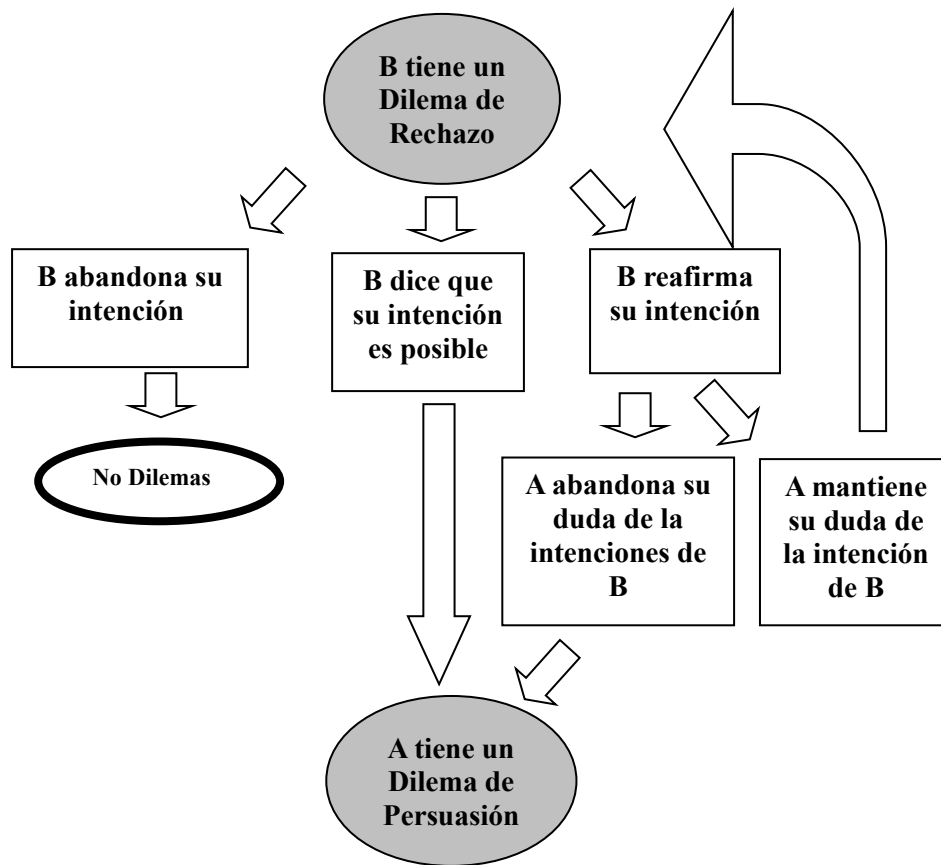 B tiene un
Dilema de
Rechazo
B abandona su
intención
B dice que
su intención
es posible
B reafirma
su intención
No Dilemas
A abandona su
duda de la
intenciones de
B
A mantiene
su duda de
la intención
de B
A tiene un
Dilema de
Persuasión